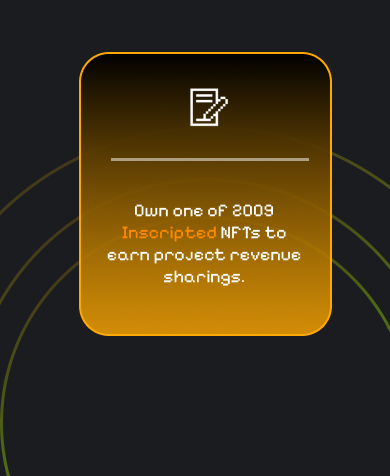 Own one of 2009
Inscripted NFTs to
earn project revenue
sharings.